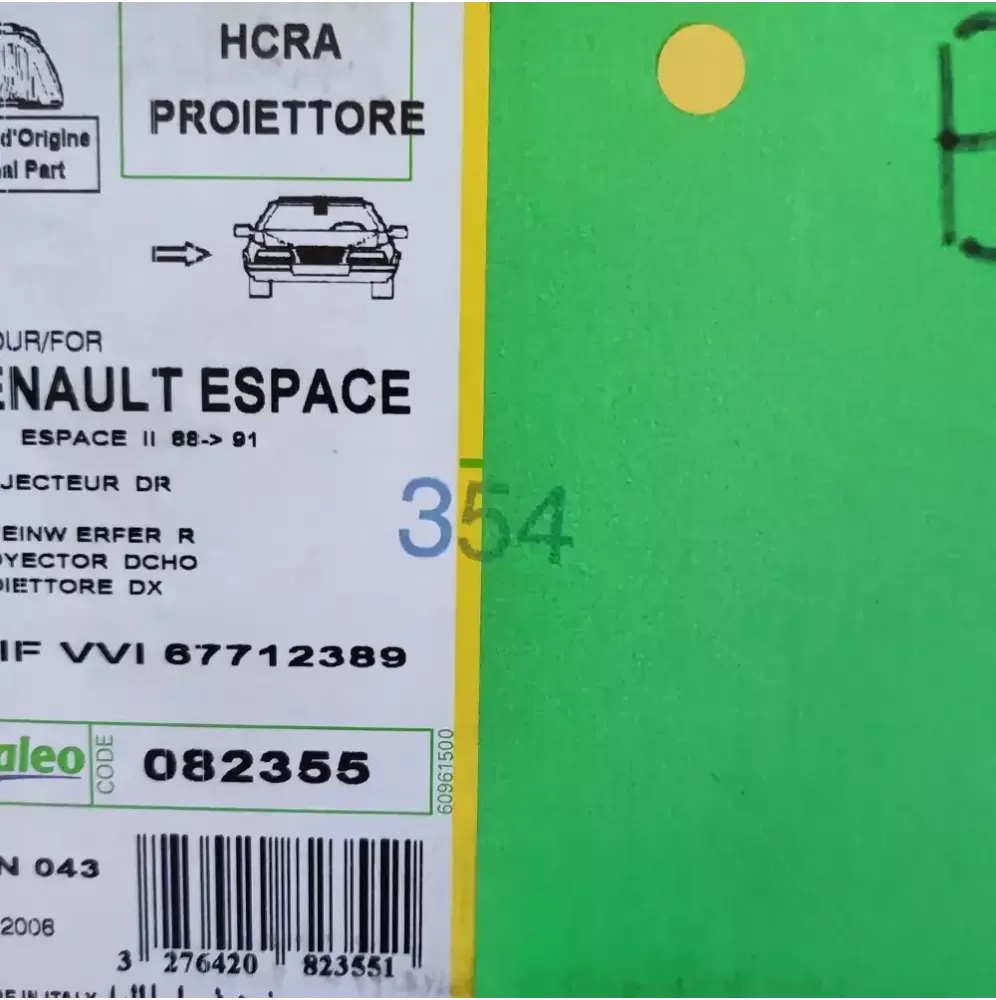 HCRA
PROIETTORE
d'Origine
al Part
OUR/FOR
ENAULT ESPACE
ESPACE II 88-> 91
JECTEUR DR
EINW ERFER R
OYECTOR DCHO
OIETTORE DX
354
IF VVI 67712389
aleo
CODE
082355
60961500
N 043
2006
3 276420 823551